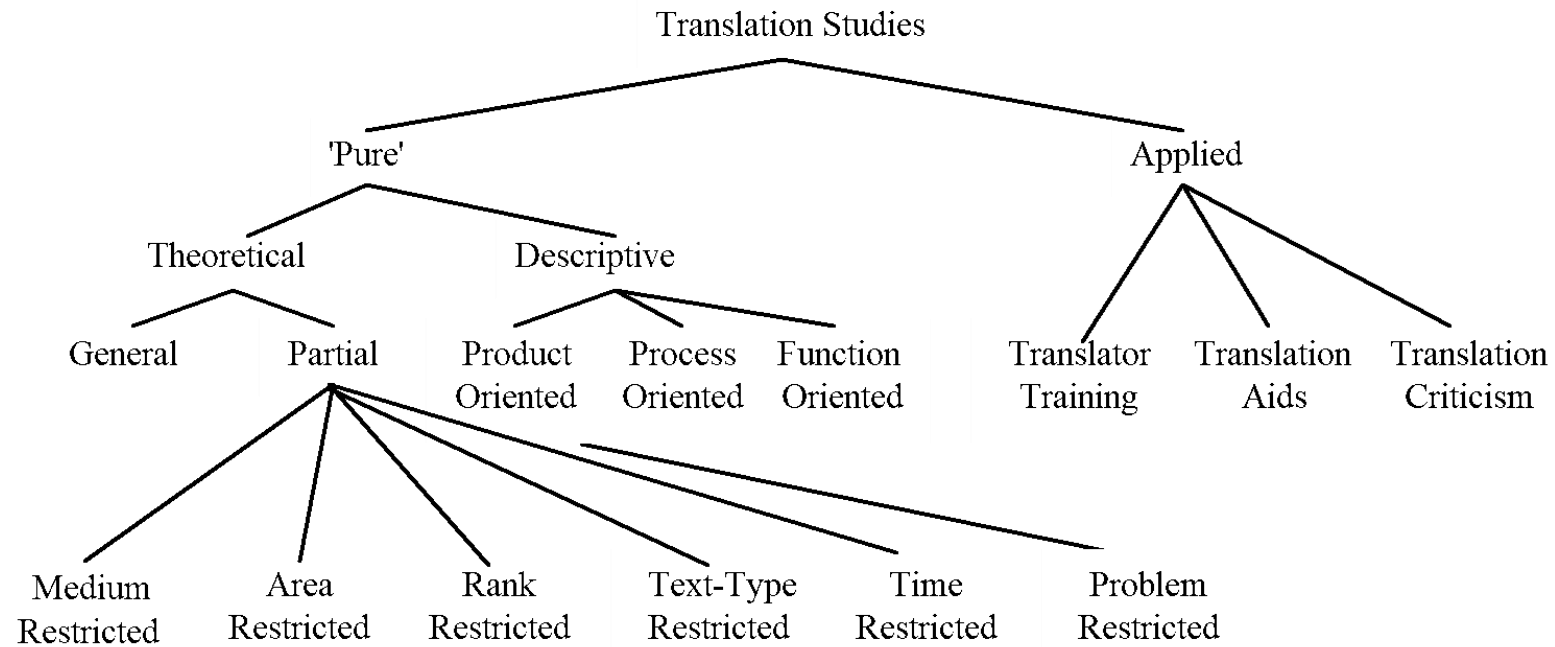 Translation Studies
'Pure'
Applied
Theoretical
Descriptive
General
Partial
Product
Oriented
Process
Oriented
Function
Oriented
Translator
Training
Translation
Aids
Translation
Criticism
Medium
Restricted
Area
Restricted
Rank
Restricted
Text-Type
Restricted
Time
Restricted
Problem
Restricted